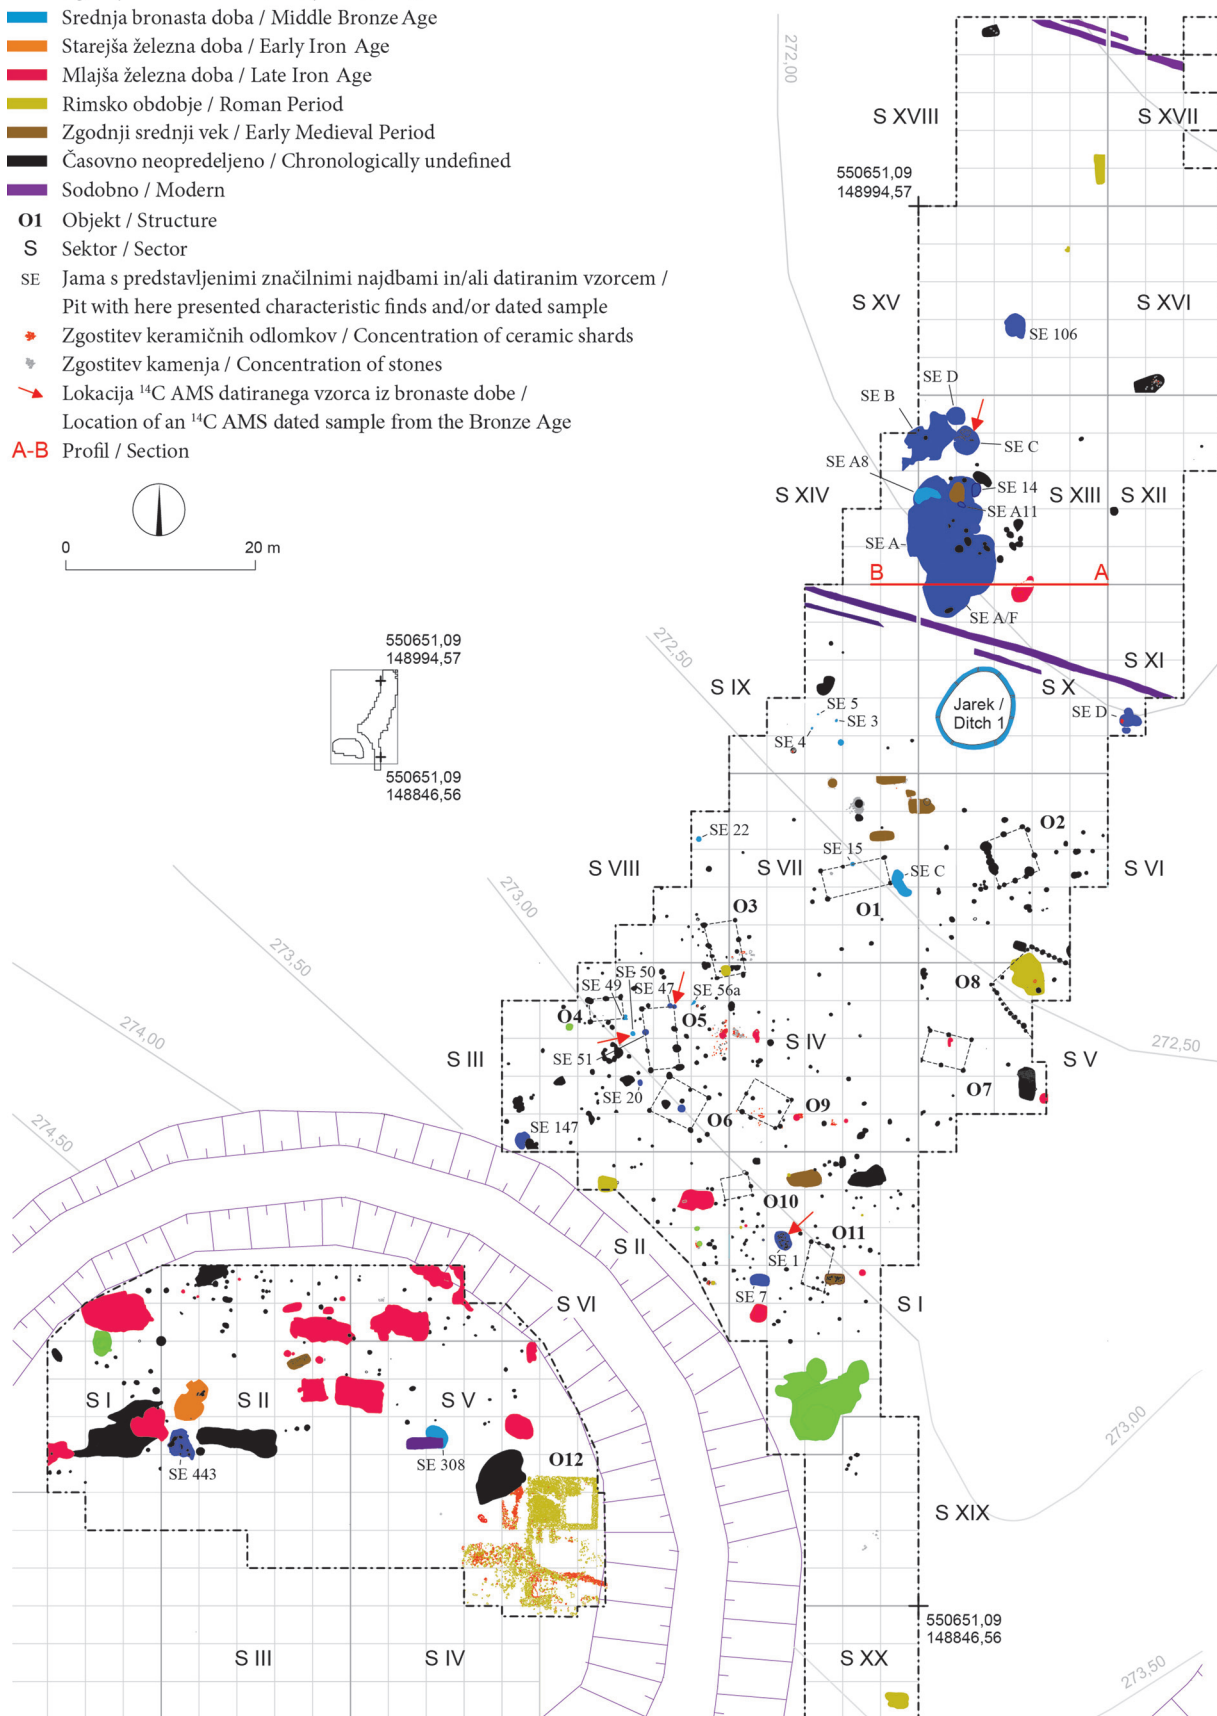 Srednja bronasta doba / Middle Bronze Age
Starejša železna doba / Early Iron Age
Mlajša železna doba / Late Iron Age
Rimsko obdobje / Roman Period
Zgodnji srednji vek / Early Medieval Period
Časovno neopredeljeno / Chronologically undefined
Sodobno / Modern
O1 Objekt / Structure
S Sektor / Sector
SE Jama s predstavljenimi značilnimi najdbami in/ali datiranim vzorcem /
Pit with here presented characteristic finds and/or dated sample
Zgostitev keramičnih odlomkov / Concentration of ceramic shards
Zgostitev kamenja / Concentration of stones
Lokacija ¹⁴C AMS datiranega vzorca iz bronaste dobe /
Location of an ¹⁴C AMS dated sample from the Bronze Age
A-B Profil / Section
0 20 m
550651,09
148994,57
550651,09
148846,56
272,00
S XVIII
S XVII
550651,09
148994,57
S XV
S XVI
SE 106
SE D
SE B
SE C
SE A8
S XIV
SE 14
S XIII
S XII
SE A11
SE A
B
A
SE A/F
272,50
S XI
S IX
S X
SE 5
SE 3
SE 4
Jarek /
Ditch 1
SE D
SE 22
O2
SE 15
S VIII
S VII
SE C
S VI
O1
273,00
O3
273,50
SE 50
SE 49
SE 47
SE 56a
O8
O4
O5
274,00
S III
SE 51
S IV
S V
272,50
SE 20
O7
O9
O6
274,50
SE 147
O10
O11
S II
SE 1
SE 7
S I
S VI
S I
S II
S V
273,00
SE 443
SE 308
O12
S XIX
550651,09
148846,56
S III
S IV
S XX
273,50